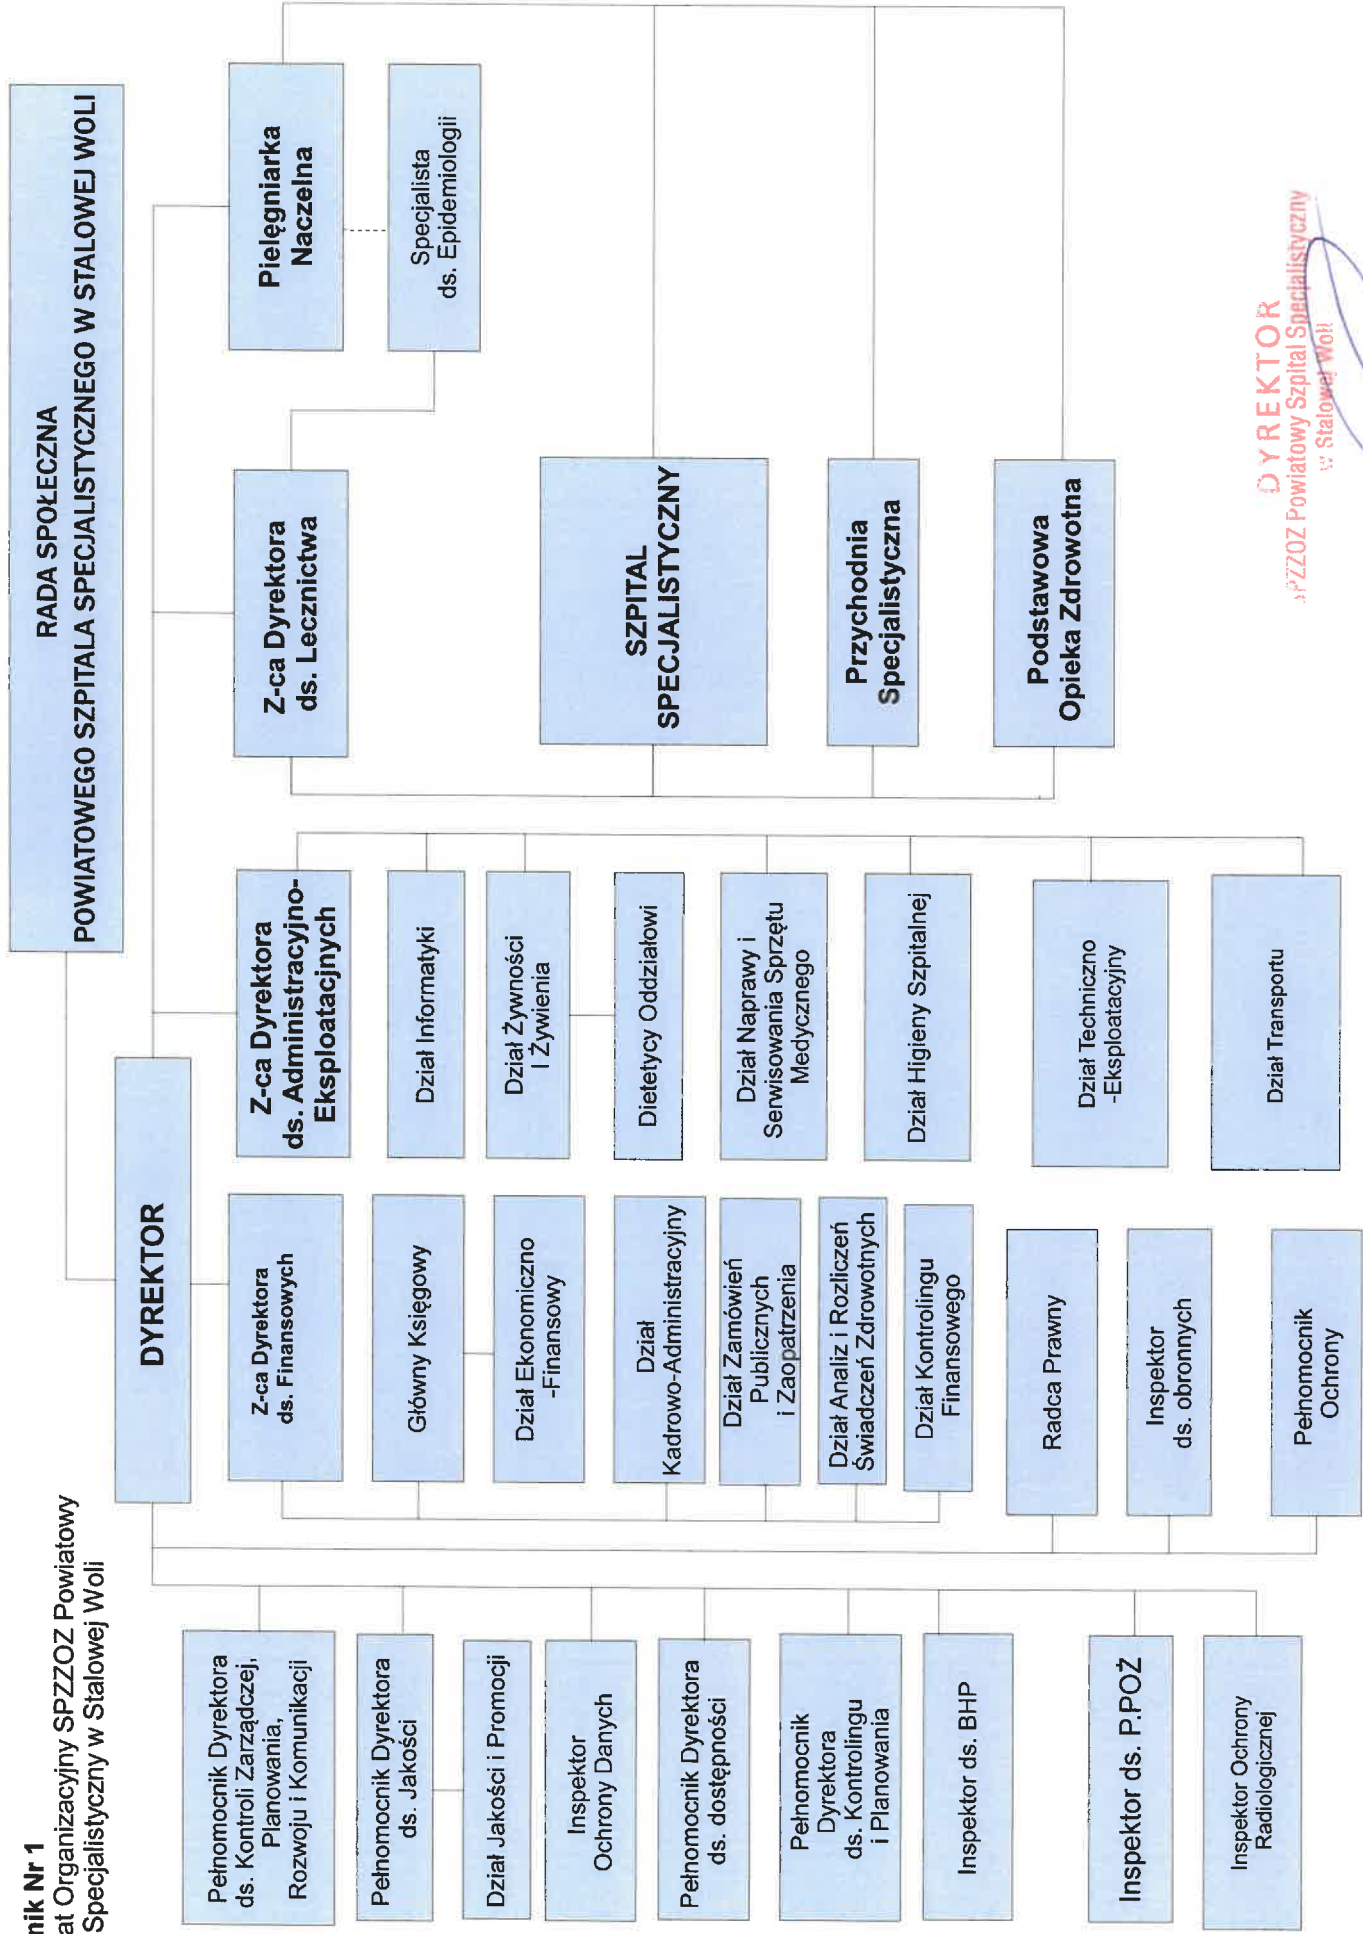 nik Nr 1
at Organizacyjny SPZZOZ Powiatowy
Specjalistyczny w Stalowej Woli
RADA SPOŁECZNA
POWIATOWEGO SZPITALA SPECJALISTYCZNEGO W STALOWEJ WOLI
DYREKTOR
Z-ca Dyrektora
ds. Finansowych
Z-ca Dyrektora
ds. Administracyjno-
Eksploatacjnych
Z-ca Dyrektora
ds. Lecznictwa
Pielęgniarka
Naczelna
Specjalista
ds. Epidemiologii
Pełnomocnik Dyrektora
ds. Kontroli Zarządczej,
Planowania,
Rozwoju i Komunikacji
Pełnomocnik Dyrektora
ds. Jakości
Dział Jakości i Promocji
Inspektor
Ochrony Danych
Pełnomocnik Dyrektora
ds. dostępności
Pełnomocnik
Dyrektora
ds. Kontrolingu
i Planowania
Inspektor ds. BHP
Inspektor ds. P.POŻ
Inspektor Ochrony
Radiologicznej
Główny Księgowy
Dział Ekonomiczno
-Finansowy
Dział
Kadrowo-Administracyjny
Dział Zamówień
Publicznych
i Zaopatrzenia
Dział Analiz i Rozliczeń
Świadczeń Zdrowotnych
Dział Kontrolingu
Finansowego
Radca Prawny
Inspektor
ds. obronnych
Pełnomocnik
Ochrony
Dział Informatyki
Dział Żywności
I Żywienia
Dietetycy Oddziałowi
Dział Naprawy i
Serwisowania Sprzętu
Medycznego
Dział Higieny Szpitalnej
Dział Techniczno
-Eksploatacyjny
Dział Transportu
SZPITAL
SPECJALISTYCZNY
Przychodnia
Specjalistyczna
Podstawowa
Opieka Zdrowotna
DYREKTOR
SPZZOZ Powiatowy Szpital Specjalistyczny
w Stalowej Woli